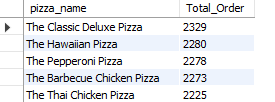 pizza_name Total_Order
The Classic Deluxe Pizza 2329
The Hawaiian Pizza 2280
The Pepperoni Pizza 2278
The Barbecue Chicken Pizza 2273
The Thai Chicken Pizza 2225